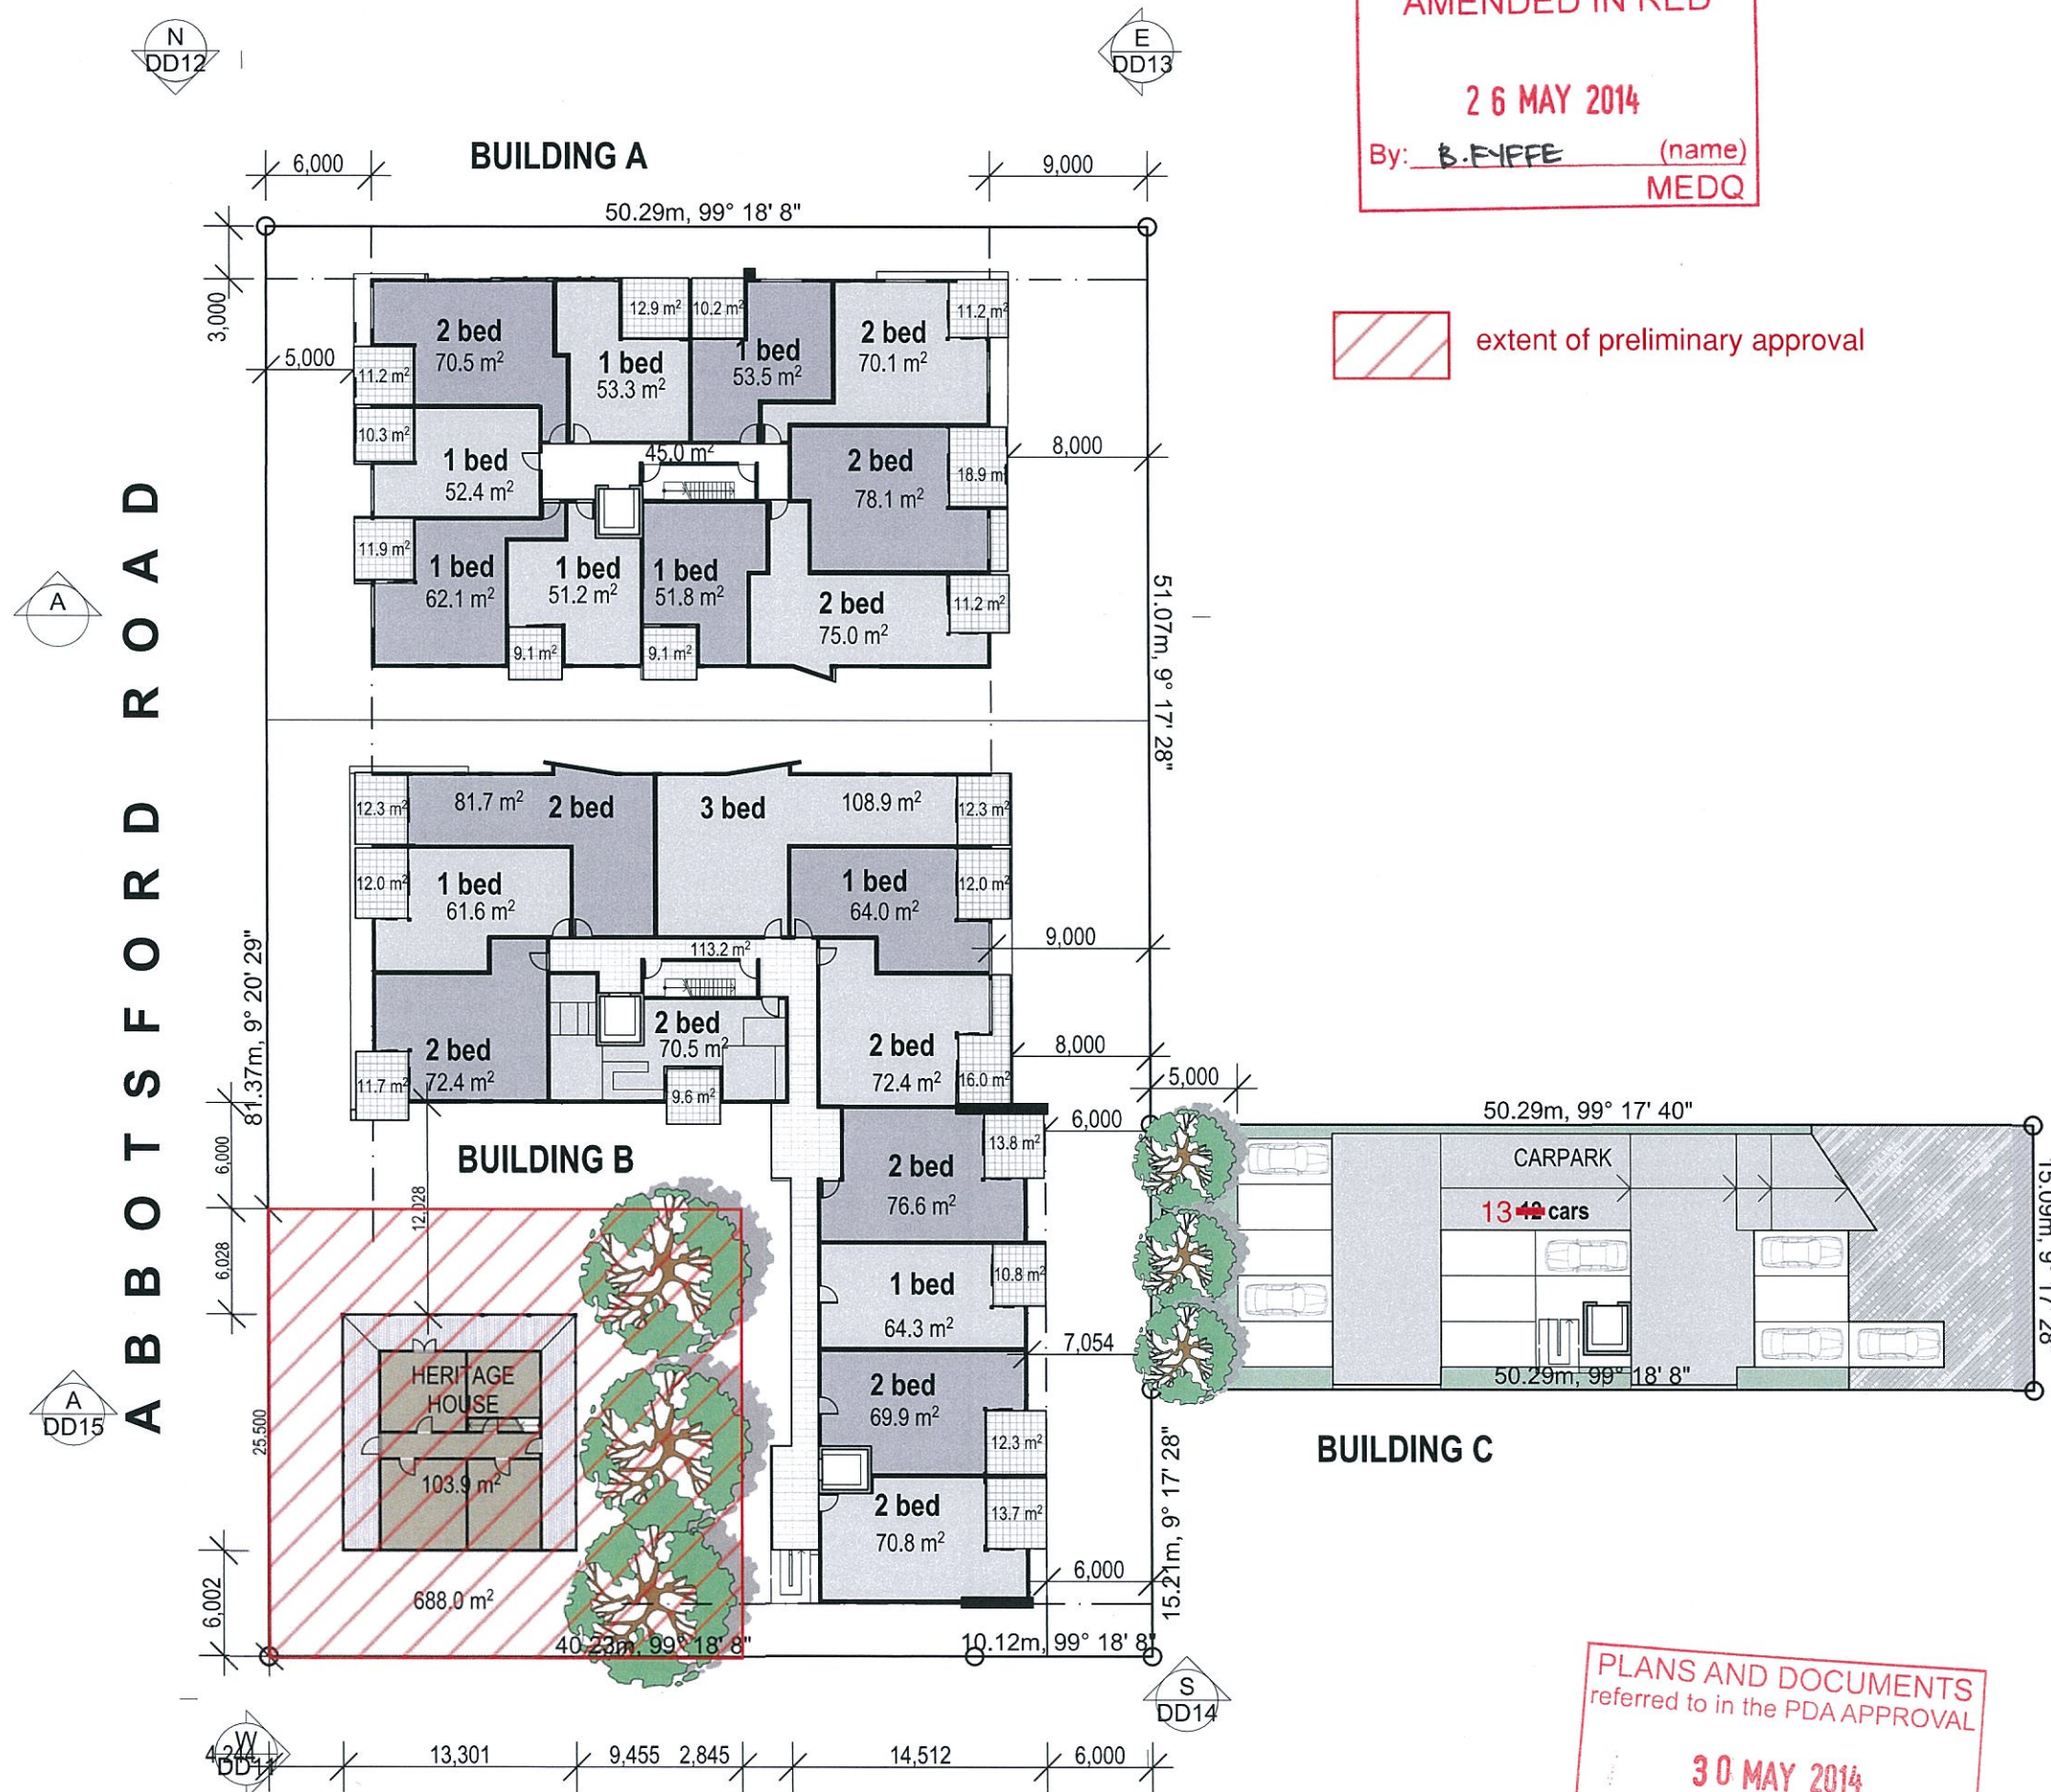 N
DD12
E
DD13
AMENDED IN RED
26 MAY 2014
By: B. FYFFE (name)
MEDQ
BUILDING A
6,000
9,000
50.29m, 99° 18' 8"
3,000
5,000
extent of preliminary approval
2 bed
70.5 m²
11.2 m²
12.9 m²
1 bed
53.3 m²
10.2 m²
1 bed
53.5 m²
2 bed
70.1 m²
11.2 m²
10.3 m²
1 bed
52.4 m²
45.0 m²
2 bed
78.1 m²
18.9 m²
8,000
11.9 m²
1 bed
62.1 m²
1 bed
51.2 m²
9.1 m²
1 bed
51.8 m²
9.1 m²
2 bed
75.0 m²
11.2 m²
51.07m, 9° 17' 28"
A
ABBOTSFORD ROAD
12.3 m²
81.7 m²
2 bed
3 bed
108.9 m²
12.3 m²
12.0 m²
1 bed
61.6 m²
1 bed
64.0 m²
12.0 m²
113.2 m²
9,000
81.37m, 9° 20' 29"
2 bed
72.4 m²
11.7 m²
2 bed
70.5 m²
9.6 m²
2 bed
72.4 m²
16.0 m²
8,000
5,000
6,000
BUILDING B
6,000
12,028
6,028
2 bed
76.6 m²
13.8 m²
1 bed
64.3 m²
10.8 m²
7,054
2 bed
69.9 m²
12.3 m²
2 bed
70.8 m²
13.7 m²
6,000
50.29m, 99° 17' 40"
CARPARK
13 12 cars
50.29m, 99° 18' 8"
15.09m, 9° 17' 28"
BUILDING C
A
DD15
25,500
HERITAGE
HOUSE
103.9 m²
688.0 m²
6,002
40.23m, 99° 18' 8"
10.12m, 99° 18' 8"
15.21m, 9° 17' 28"
S
DD14
W
DD11
4,244
13,301
9,455
2,845
14,512
6,000
PLANS AND DOCUMENTS
referred to in the PDA APPROVAL
30 MAY 2014